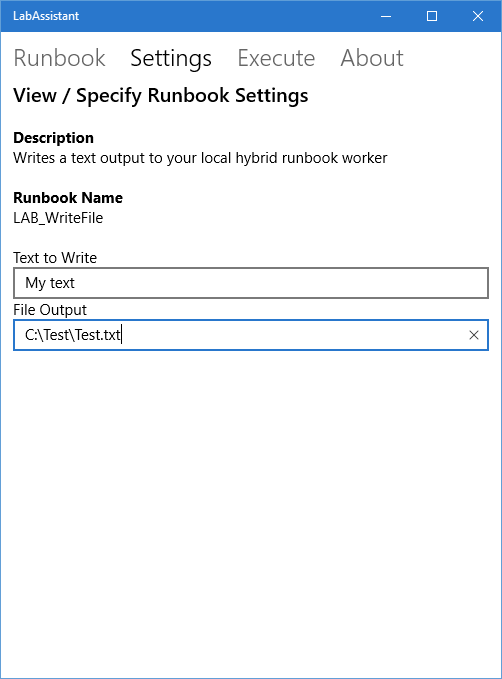 LabAssistant
Runbook Settings Execute About
View / Specify Runbook Settings
Description
Writes a text output to your local hybrid runbook worker
Runbook Name
LAB_WriteFile
Text to Write
My text
File Output
C:\Test\Test.txt